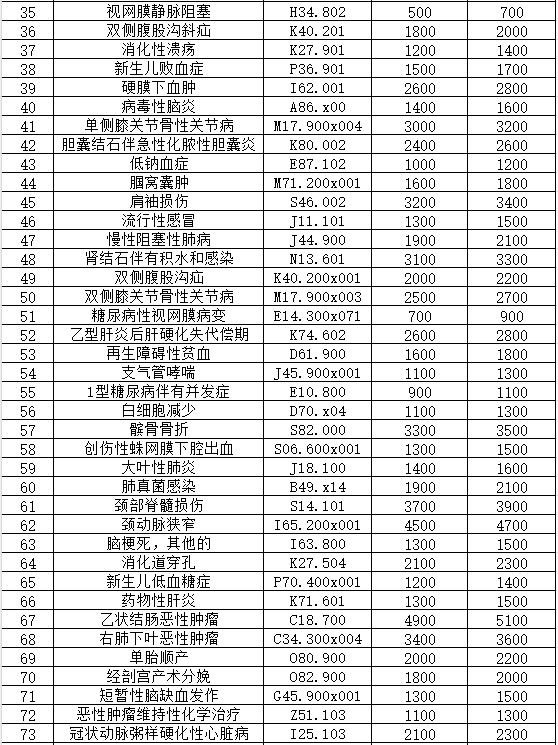 35 视网膜静脉阻塞 H34.802 500 700
36 双侧腹股沟斜疝 K40.201 1800 2000
37 消化性溃疡 K27.901 1200 1400
38 新生儿败血症 P36.901 1500 1700
39 硬膜下血肿 I62.001 2600 2800
40 病毒性脑炎 A86.x00 1400 1600
41 单侧膝关节骨性关节病 M17.900x004 3000 3200
42 胆囊结石伴急性化脓性胆囊炎 K80.002 2400 2600
43 低钠血症 E87.102 1000 1200
44 腘窝囊肿 M71.200x001 1600 1800
45 肩袖损伤 S46.002 3200 3400
46 流行性感冒 J11.101 1300 1500
47 慢性阻塞性肺病 J44.900 1900 2100
48 肾结石伴有积水和感染 N13.601 3100 3300
49 双侧腹股沟疝 K40.200x001 2000 2200
50 双侧膝关节骨性关节病 M17.900x003 2500 2700
51 糖尿病性视网膜病变 E14.300x071 700 900
52 乙型肝炎后肝硬化失代偿期 K74.602 2600 2800
53 再生障碍性贫血 D61.900 1600 1800
54 支气管哮喘 J45.900x001 1100 1300
55 1型糖尿病伴有并发症 E10.800 900 1100
56 白细胞减少 D70.x04 1100 1300
57 髌骨骨折 S82.000 3300 3500
58 创伤性蛛网膜下腔出血 S06.600x001 1300 1500
59 大叶性肺炎 J18.100 1400 1600
60 肺真菌感染 B49.x14 1900 2100
61 颈部脊髓损伤 S14.101 3700 3900
62 颈动脉狭窄 I65.200x001 4500 4700
63 脑梗死，其他的 I63.800 1300 1500
64 消化道穿孔 K27.504 2100 2300
65 新生儿低血糖症 P70.400x001 1200 1400
66 药物性肝炎 K71.601 1300 1500
67 乙状结肠恶性肿瘤 C18.700 4900 5100
68 右肺下叶恶性肿瘤 C34.300x004 3400 3600
69 单胎顺产 O80.900 2000 2200
70 经剖宫产术分娩 O82.900 1800 2000
71 短暂性脑缺血发作 G45.900x001 1300 1500
72 恶性肿瘤维持性化学治疗 Z51.103 1100 1300
73 冠状动脉粥样硬化性心脏病 I25.103 2100 2300